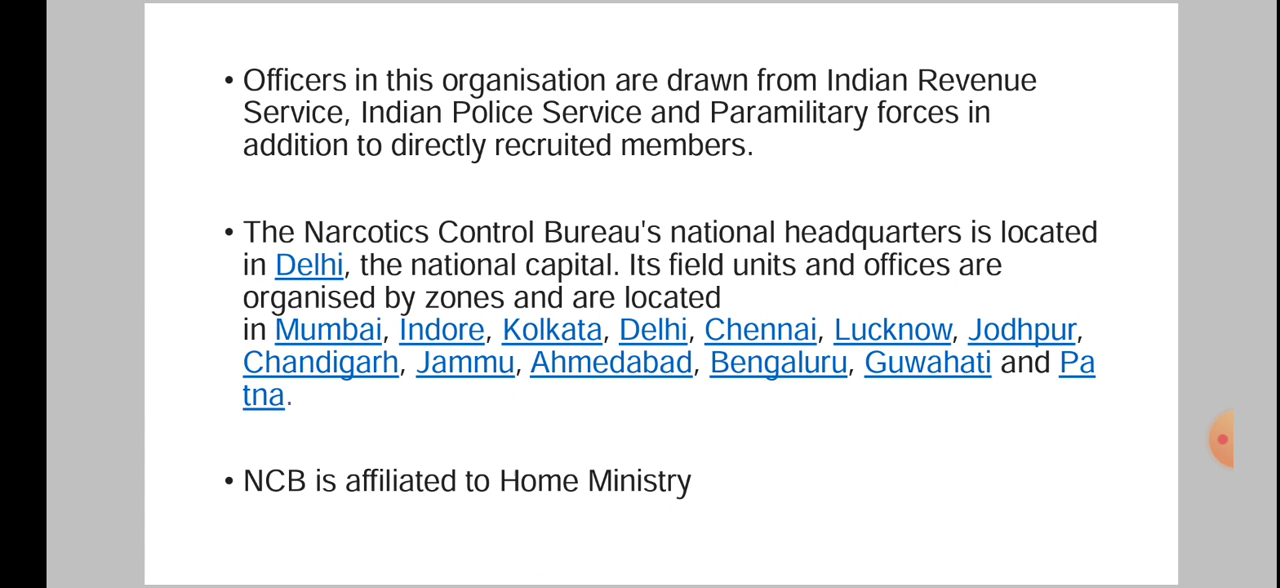 • Officers in this organisation are drawn from Indian Revenue
Service, Indian Police Service and Paramilitary forces in
addition to directly recruited members.
• The Narcotics Control Bureau's national headquarters is located
in Delhi, the national capital. Its field units and offices are
organised by zones and are located
in Mumbai, Indore, Kolkata, Delhi, Chennai, Lucknow, Jodhpur,
Chandigarh, Jammu, Ahmedabad, Bengaluru, Guwahati and Pa
tna.
• NCB is affiliated to Home Ministry